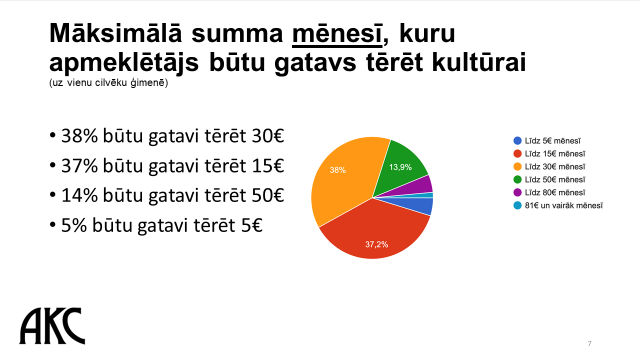 Māksimālā summa mēnesī, kuru
apmeklētājs būtu gatavs tērēt kultūrai
(uz vienu cilvēku ģimenē)
• 38% būtu gatavi tērēt 30€
• 37% būtu gatavi tērēt 15€
• 14% būtu gatavi tērēt 50€
• 5% būtu gatavi tērēt 5€
38%
13,9%
37,2%
Līdz 5€ mēnesī
Līdz 15€ mēnesī
Līdz 30€ mēnesī
Līdz 50€ mēnesī
Līdz 80€ mēnesī
81€ un vairāk mēnesī
AKC
7